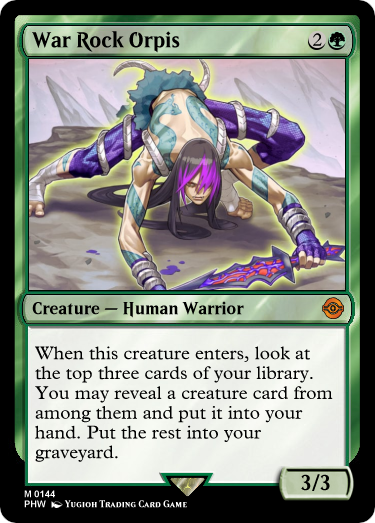 War Rock Orpis 2
Creature — Human Warrior
When this creature enters, look at
the top three cards of your library.
You may reveal a creature card from
among them and put it into your
hand. Put the rest into your
graveyard.
3/3
M 0144
PHW Yugioh Trading Card Game